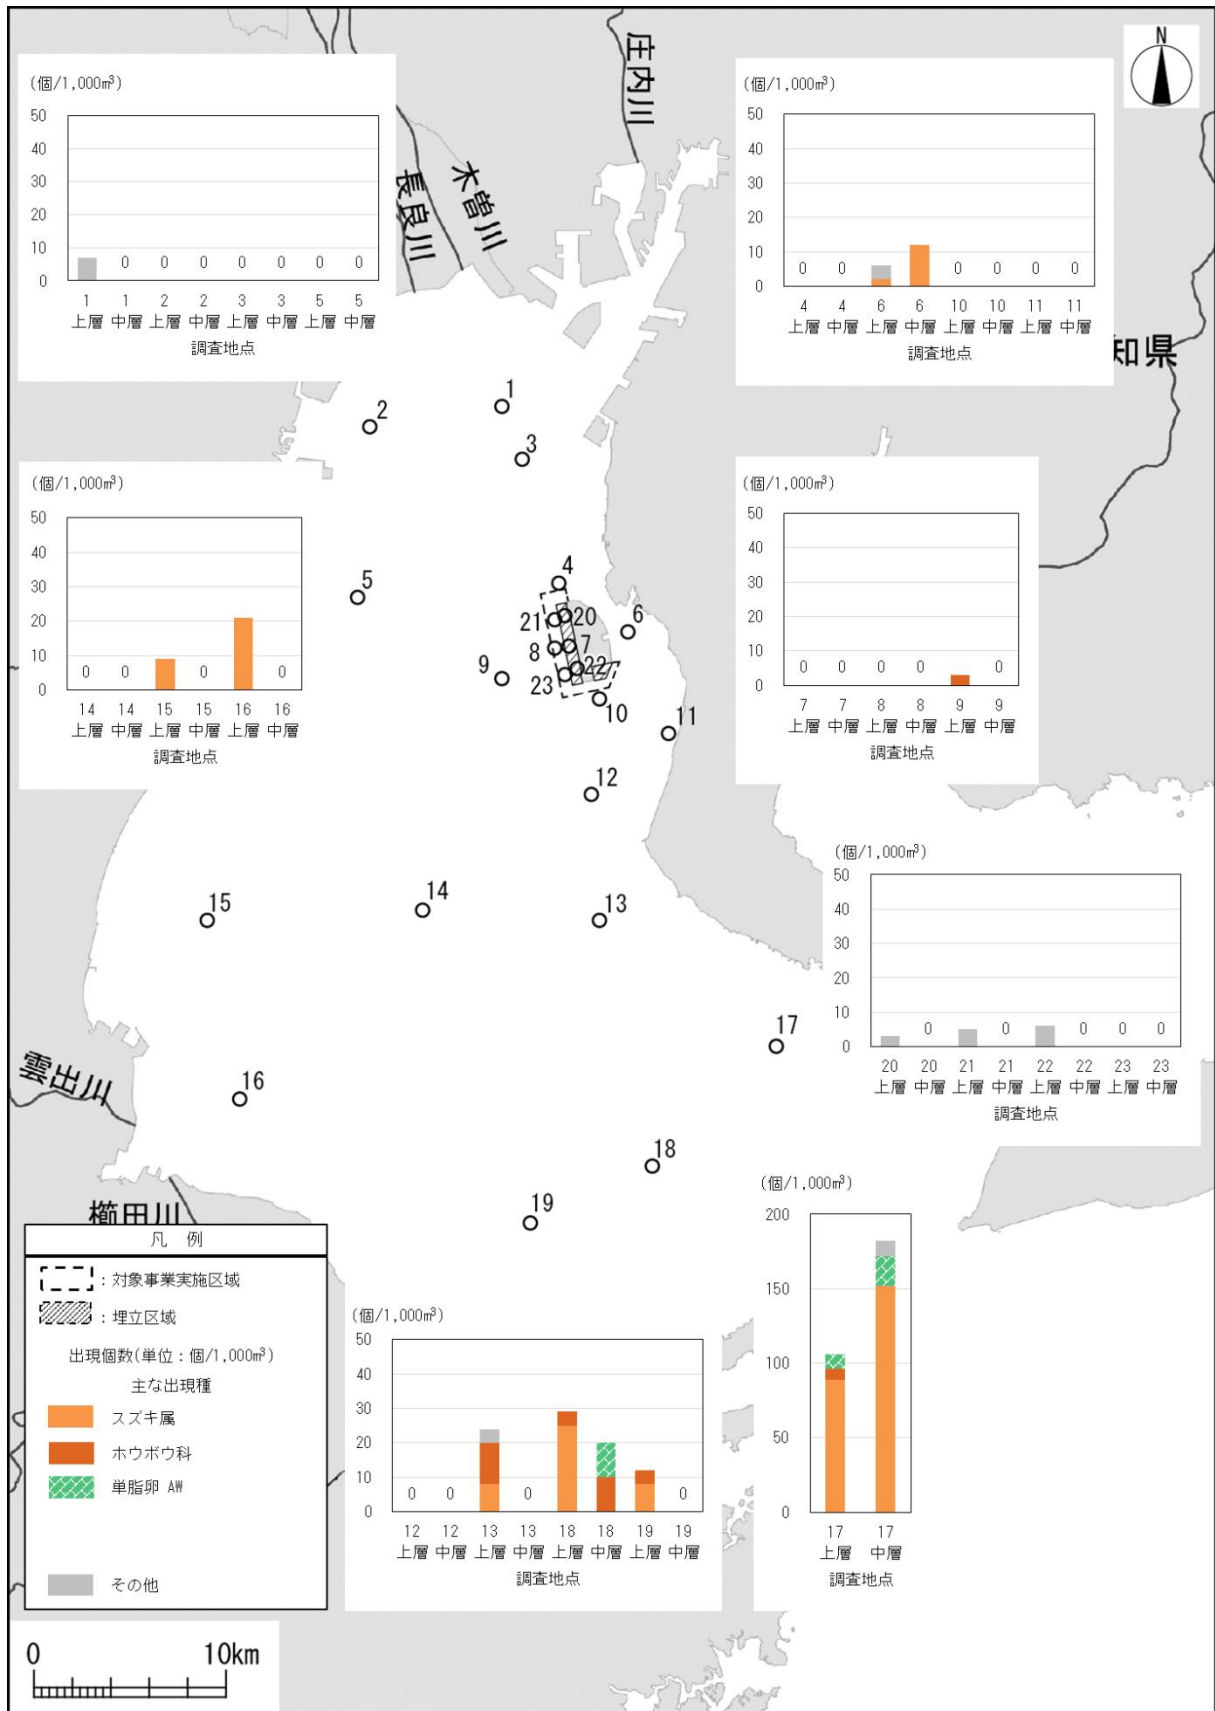 N
庄内川
木曽川
長良川
知県
(個/1,000㎥)
50
40
30
20
10
0
0 0 0 0 0 0 0
1 1 2 2 3 3 5 5
上層 中層 上層 中層 上層 中層 上層 中層
調査地点
(個/1,000㎥)
50
40
30
20
10
0
0 0 0 0 0 0
4 4 6 6 10 10 11 11
上層 中層 上層 中層 上層 中層 上層 中層
調査地点
1
2
3
(個/1,000㎥)
50
40
30
20
10
0
0 0 0 0
14 14 15 15 16 16
上層 中層 上層 中層 上層 中層
調査地点
(個/1,000㎥)
50
40
30
20
10
0
0 0 0 0 0
7 7 8 8 9 9
上層 中層 上層 中層 上層 中層
調査地点
4
5
20
21
6
7
8
22
9
23
10
11
12
14
13
15
(個/1,000㎥)
50
40
30
20
10
0
0 0 0 0 0
20 20 21 21 22 22 23 23
上層 中層 上層 中層 上層 中層 上層 中層
調査地点
17
雲出川
16
18
19
櫛田川
(個/1,000㎥)
200
150
100
50
0
17 17
上層 中層
調査地点
(個/1,000㎥)
50
40
30
20
10
0
0 0 0 0
12 12 13 13 18 18 19 19
上層 中層 上層 中層 上層 中層 上層 中層
調査地点
凡 例
：対象事業実施区域
：埋立区域
出現個数(単位：個/1,000㎥)
主な出現種
スズキ属
ホウボウ科
単脂卵 AW
その他
0 10km